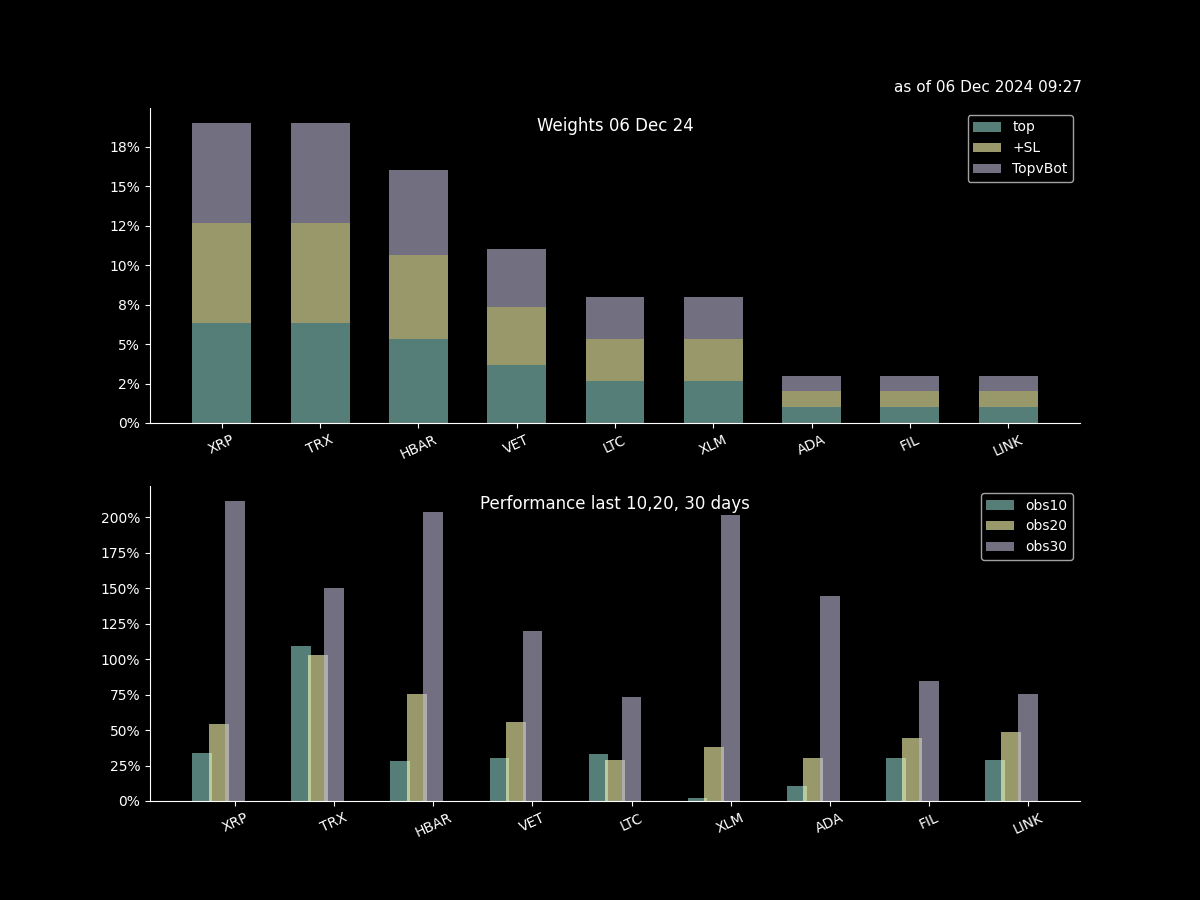 as of 06 Dec 2024 09:27
Weights 06 Dec 24
top
+SL
TopvBot
18%
15%
12%
10%
8%
5%
2%
0%
XRP TRX HBAR VET LTC XLM ADA FIL LINK
Performance last 10,20, 30 days
obs10
obs20
obs30
200%
175%
150%
125%
100%
75%
50%
25%
0%
XRP TRX HBAR VET LTC XLM ADA FIL LINK